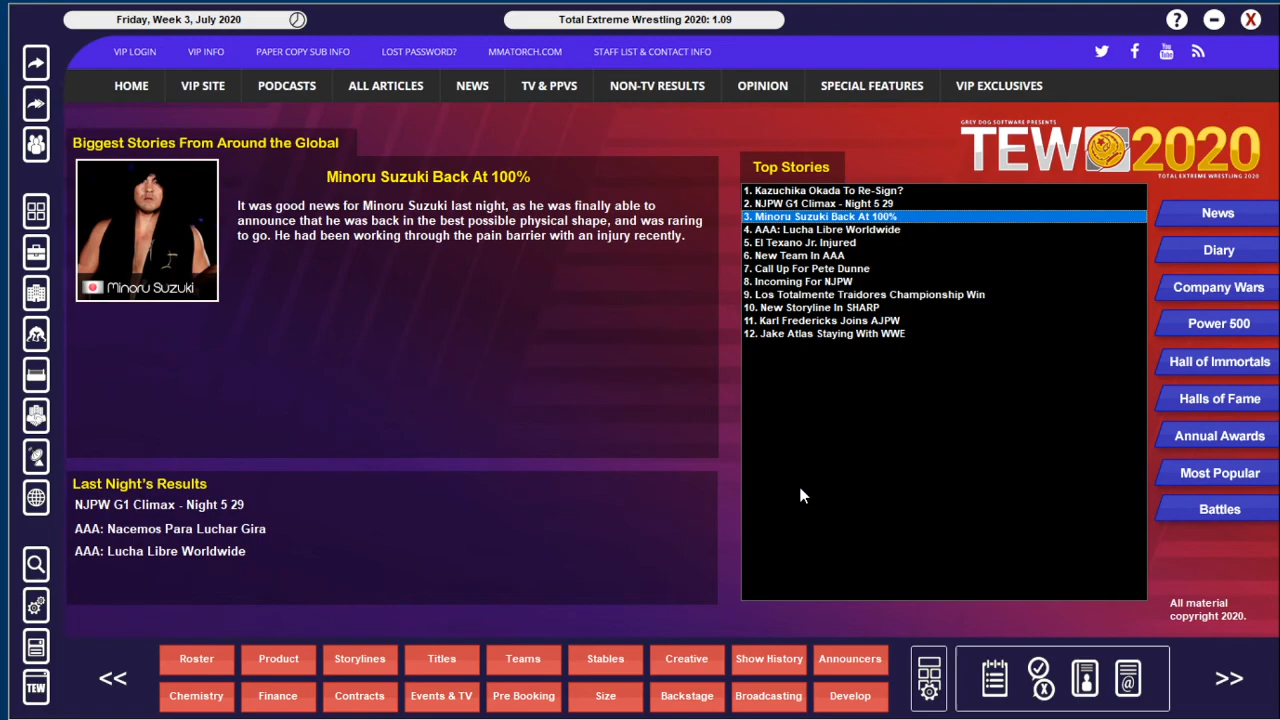 Friday, Week 3, July 2020
Total Extreme Wrestling 2020: 1.09
?
X
VIP LOGIN
VIP INFO
PAPER COPY SUB INFO
LOST PASSWORD?
MMATORCH.COM
STAFF LIST & CONTACT INFO
You Tube
HOME
VIP SITE
PODCASTS
ALL ARTICLES
NEWS
TV & PPVS
NON-TV RESULTS
OPINION
SPECIAL FEATURES
VIP EXCLUSIVES
GREY DOG SOFTWARE PRESENTS
TEW 2020
TOTAL EXTREME WRESTLING 2020
Biggest Stories From Around the Global
Minoru Suzuki Back At 100%
It was good news for Minoru Suzuki last night, as he was finally able to
announce that he was back in the best possible physical shape, and was raring
to go. He had been working through the pain barrier with an injury recently.
Minoru Suzuki
Top Stories
1. Kazuchika Okada To Re-Sign?
2. NJPW G1 Climax - Night 5 29
3. Minoru Suzuki Back At 100%
4. AAA: Lucha Libre Worldwide
5. El Texano Jr. Injured
6. New Team In AAA
7. Call Up For Pete Dunne
8. Incoming For NJPW
9. Los Totalmente Traidores Championship Win
10. New Storyline In SHARP
11. Karl Fredericks Joins AJPW
12. Jake Atlas Staying With WWE
News
Diary
Company Wars
Power 500
Hall of Immortals
Halls of Fame
Annual Awards
Most Popular
Battles
Last Night's Results
NJPW G1 Climax - Night 5 29
AAA: Nacemos Para Luchar Gira
AAA: Lucha Libre Worldwide
All material
copyright 2020.
TEW
<<
Roster
Product
Storylines
Titles
Teams
Stables
Creative
Show History
Announcers
Chemistry
Finance
Contracts
Events & TV
Pre Booking
Size
Backstage
Broadcasting
Develop
>>